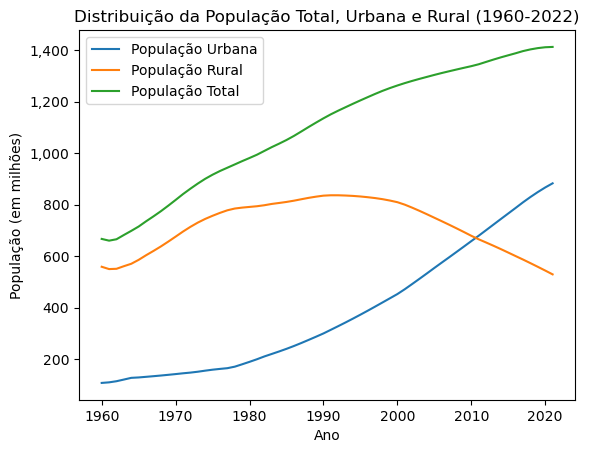 Distribuição da População Total, Urbana e Rural (1960-2022)
População Urbana
População Rural
População Total
População (em milhões)
1,400
1,200
1,000
800
600
400
200
1960 1970 1980 1990 2000 2010 2020
Ano